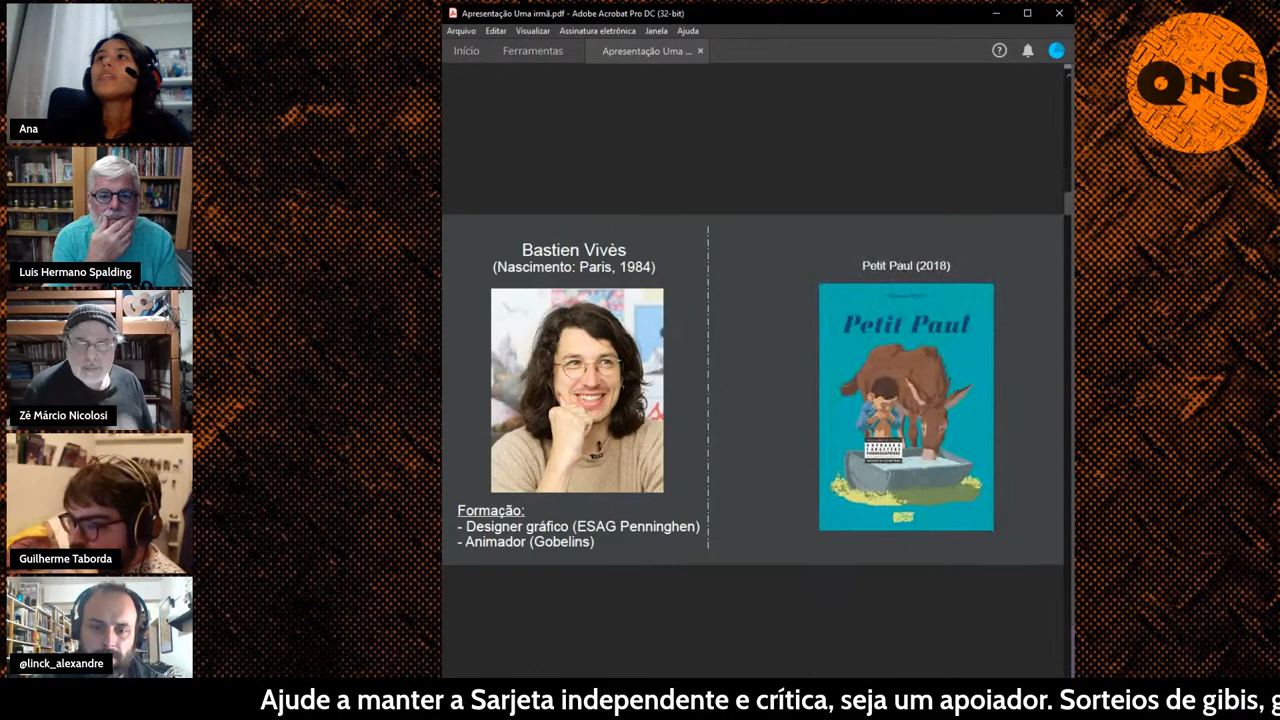 Ana
Luis Hermano Spalding
Zé Márcio Nicolosi
Guilherme Taborda
@linck_alexandre
Apresentação Uma irmã.pdf - Adobe Acrobat Pro DC (32-bit)
Arquivo Editar Visualizar Assinatura eletrônica Janela Ajuda
Início Ferramentas Apresentação Uma ... ×
QNS
Bastien Vivès
(Nascimento: Paris, 1984)
Formação:
- Designer gráfico (ESAG Penninghen)
- Animador (Gobelins)
Petit Paul (2018)
Petit Paul
Ajude a manter a Sarjeta independente e crítica, seja um apoiador. Sorteios de gibis, g